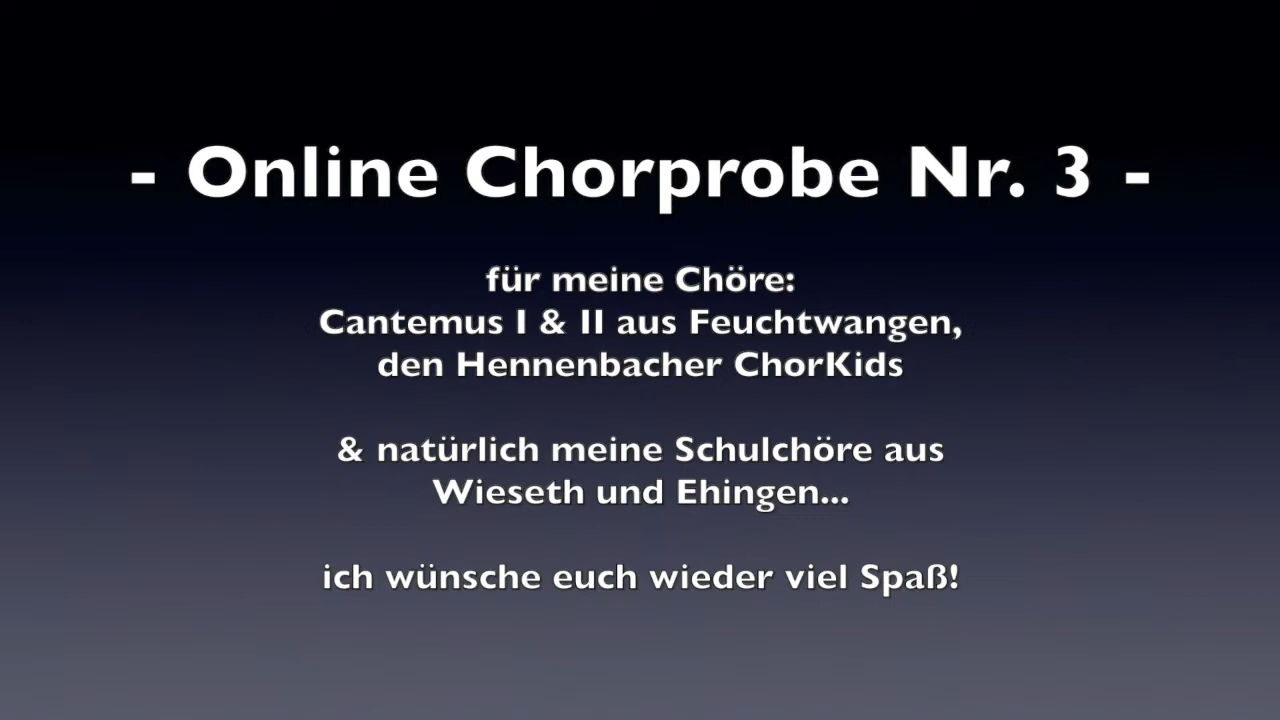 - Online Chorprobe Nr. 3 -
für meine Chöre:
Cantemus I & II aus Feuchtwangen,
den Hennenbacher ChorKids
& natürlich meine Schulchöre aus
Wieseth und Ehingen...
ich wünsche euch wieder viel Spaß!